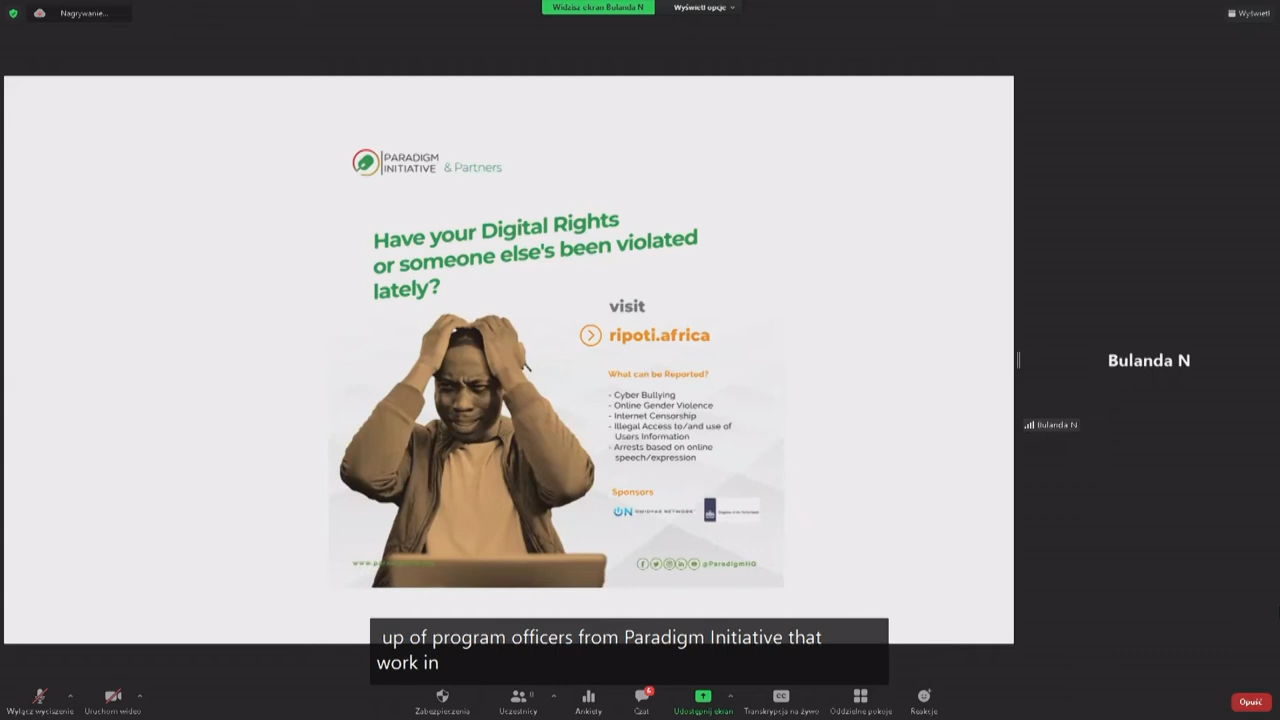 Nagrywanie...
Widzisz ekran Bulanda N
Wyświetl opcje
Wyświetl
PARADIGM
INITIATIVE & Partners
Have your Digital Rights
or someone else's been violated
lately?
visit
ripoti.africa
What can be Reported?
- Cyber Bullying
- Online Gender Violence
- Internet Censorship
- Illegal Access to/and use of
Users Information
- Arrests based on online
speech/expression
Sponsors
@ParadigmHQ
Bulanda N
Bulanda N
up of program officers from Paradigm Initiative that
work in
Wyłącz wyciszenie
Uruchom wideo
Zabezpieczenia
Uczestnicy
Ankiety
Czat
6
Udostępnij ekran
CC
Transkrypcja na żywo
Oddzielne pokoje
Reakcje
Opuść